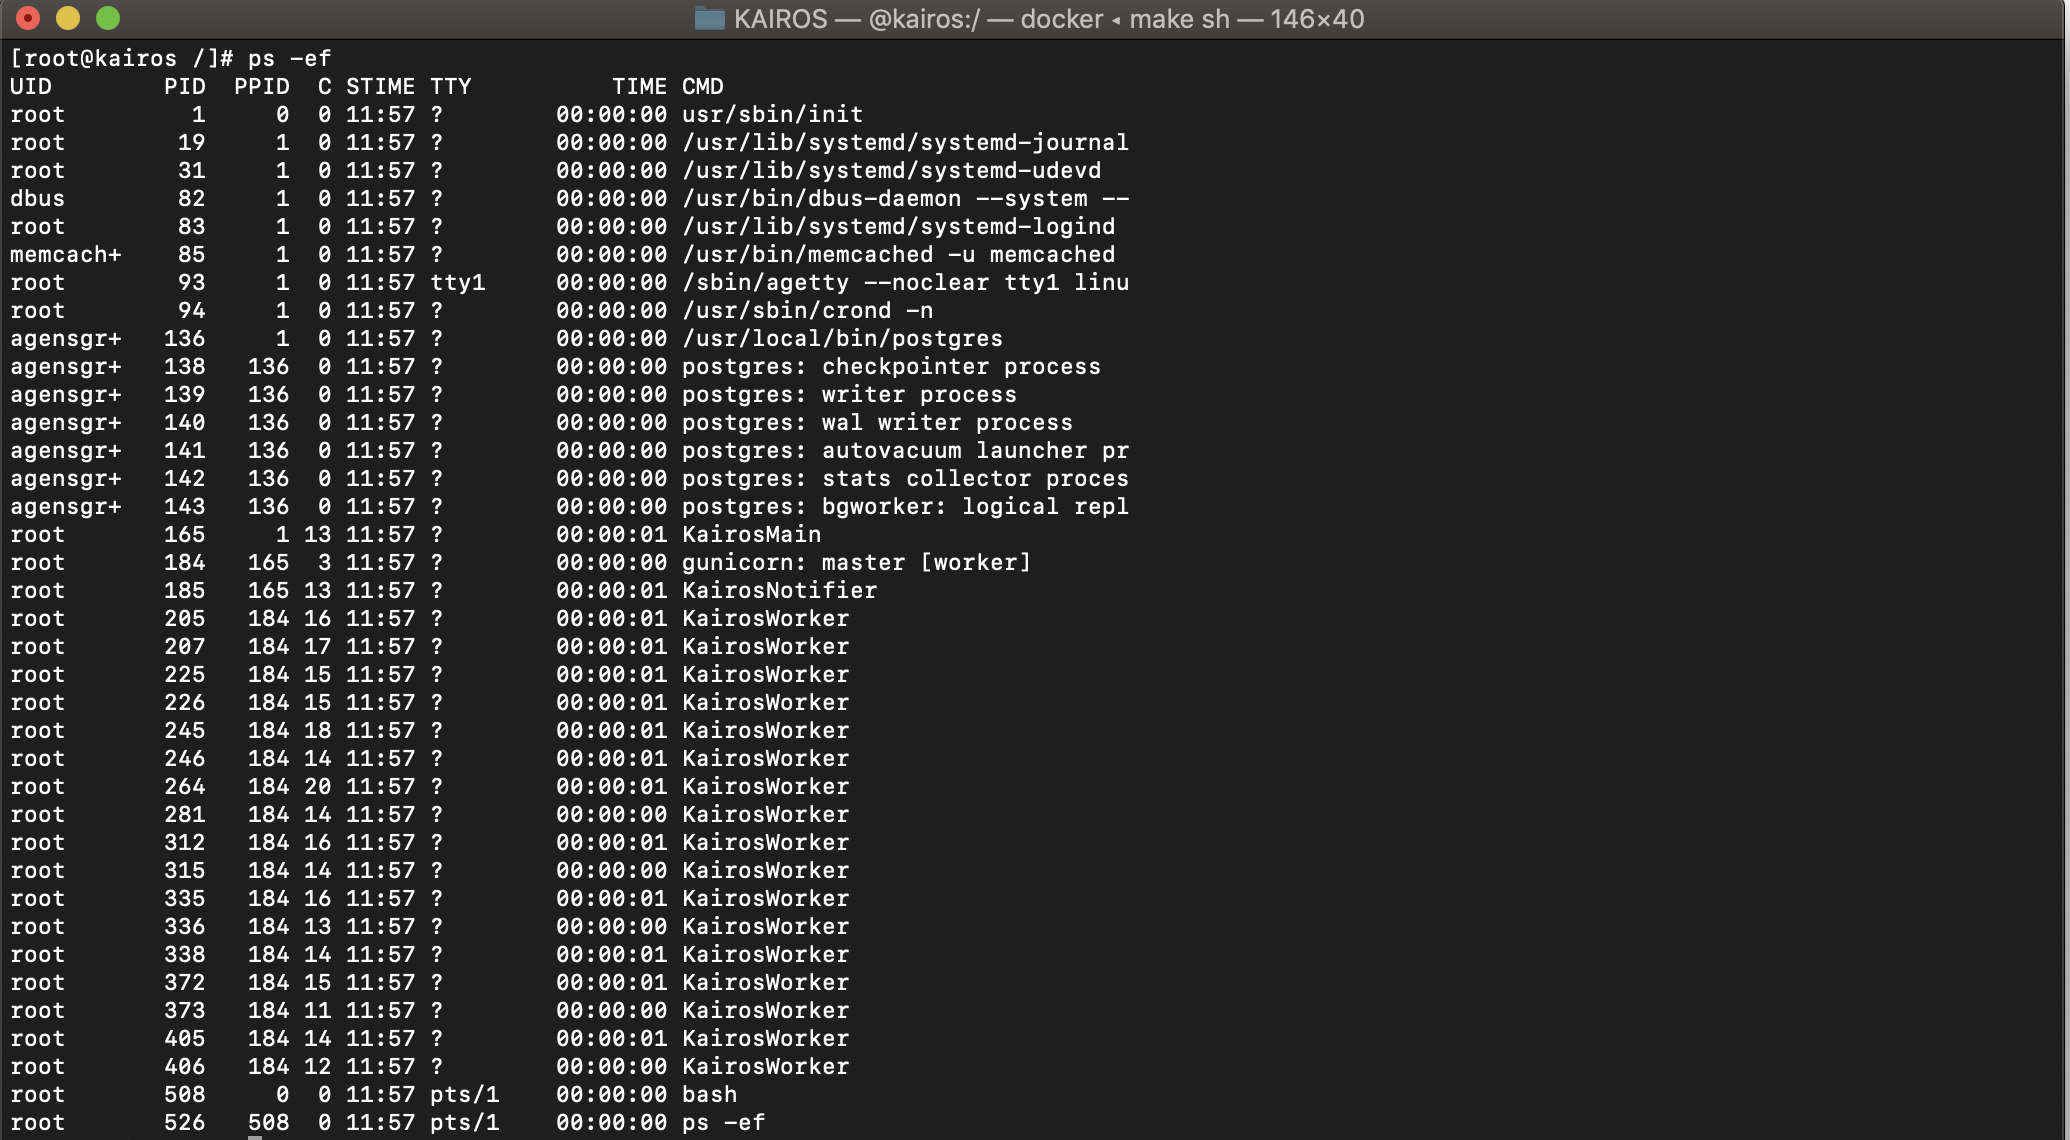 KAIROS — @kairos:/ — docker ◂ make sh — 146×40
[root@kairos /]# ps -ef
UID        PID  PPID  C STIME TTY          TIME CMD
root         1     0  0 11:57 ?        00:00:00 usr/sbin/init
root        19     1  0 11:57 ?        00:00:00 /usr/lib/systemd/systemd-journal
root        31     1  0 11:57 ?        00:00:00 /usr/lib/systemd/systemd-udevd
dbus        82     1  0 11:57 ?        00:00:00 /usr/bin/dbus-daemon --system --
root        83     1  0 11:57 ?        00:00:00 /usr/lib/systemd/systemd-logind
memcach+    85     1  0 11:57 ?        00:00:00 /usr/bin/memcached -u memcached
root        93     1  0 11:57 tty1     00:00:00 /sbin/agetty --noclear tty1 linu
root        94     1  0 11:57 ?        00:00:00 /usr/sbin/crond -n
agensgr+   136     1  0 11:57 ?        00:00:00 /usr/local/bin/postgres
agensgr+   138   136  0 11:57 ?        00:00:00 postgres: checkpointer process
agensgr+   139   136  0 11:57 ?        00:00:00 postgres: writer process
agensgr+   140   136  0 11:57 ?        00:00:00 postgres: wal writer process
agensgr+   141   136  0 11:57 ?        00:00:00 postgres: autovacuum launcher pr
agensgr+   142   136  0 11:57 ?        00:00:00 postgres: stats collector proces
agensgr+   143   136  0 11:57 ?        00:00:00 postgres: bgworker: logical repl
root       165     1 13 11:57 ?        00:00:01 KairosMain
root       184   165  3 11:57 ?        00:00:00 gunicorn: master [worker]
root       185   165 13 11:57 ?        00:00:01 KairosNotifier
root       205   184 16 11:57 ?        00:00:01 KairosWorker
root       207   184 17 11:57 ?        00:00:01 KairosWorker
root       225   184 15 11:57 ?        00:00:01 KairosWorker
root       226   184 15 11:57 ?        00:00:01 KairosWorker
root       245   184 18 11:57 ?        00:00:01 KairosWorker
root       246   184 14 11:57 ?        00:00:01 KairosWorker
root       264   184 20 11:57 ?        00:00:01 KairosWorker
root       281   184 14 11:57 ?        00:00:00 KairosWorker
root       312   184 16 11:57 ?        00:00:01 KairosWorker
root       315   184 14 11:57 ?        00:00:00 KairosWorker
root       335   184 16 11:57 ?        00:00:01 KairosWorker
root       336   184 13 11:57 ?        00:00:00 KairosWorker
root       338   184 14 11:57 ?        00:00:01 KairosWorker
root       372   184 15 11:57 ?        00:00:01 KairosWorker
root       373   184 11 11:57 ?        00:00:00 KairosWorker
root       405   184 14 11:57 ?        00:00:01 KairosWorker
root       406   184 12 11:57 ?        00:00:00 KairosWorker
root       508     0  0 11:57 pts/1    00:00:00 bash
root       526   508  0 11:57 pts/1    00:00:00 ps -ef